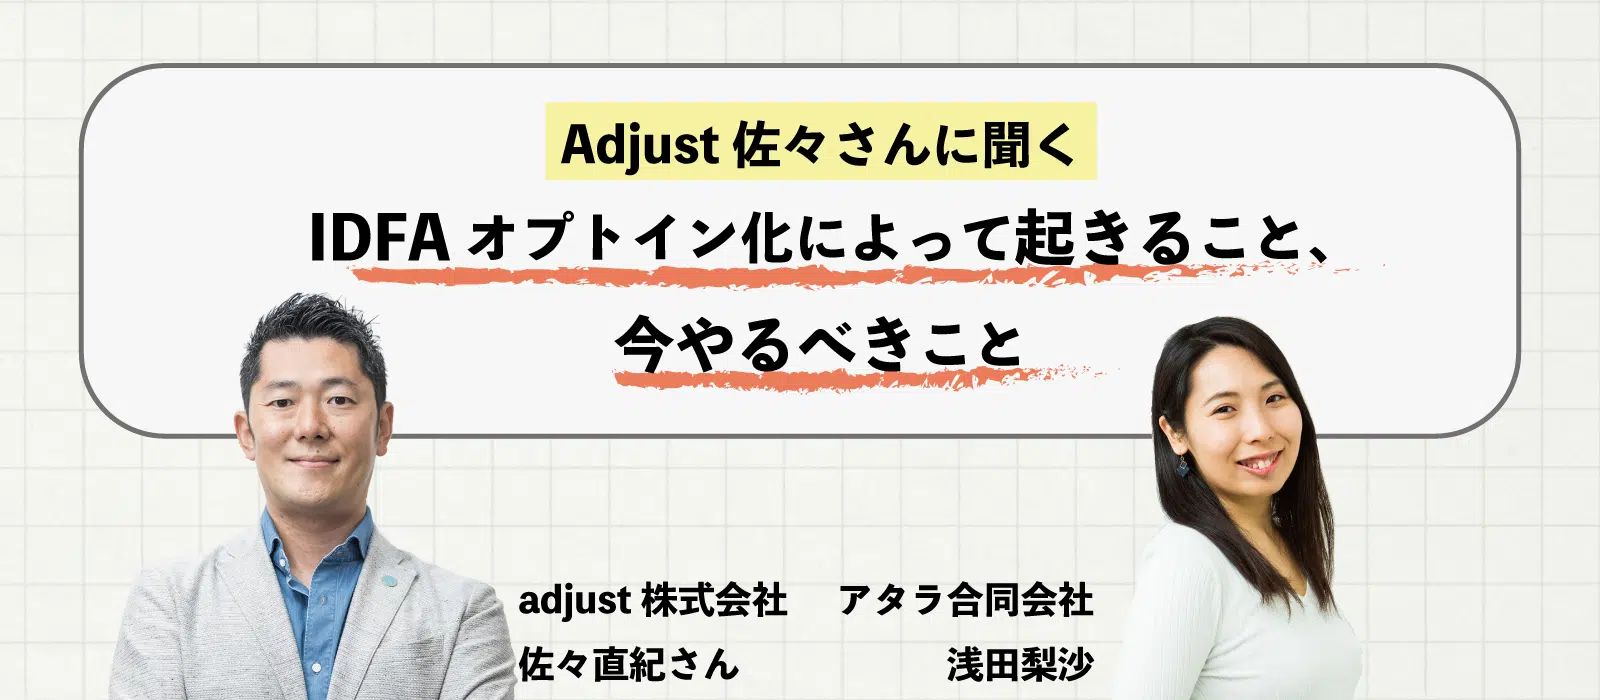 Adjust 佐々さんに聞く
IDFA オプトイン化によって起きること、
今やるべきこと
adjust 株式会社
佐々直紀さん
アタラ合同会社
浅田梨沙